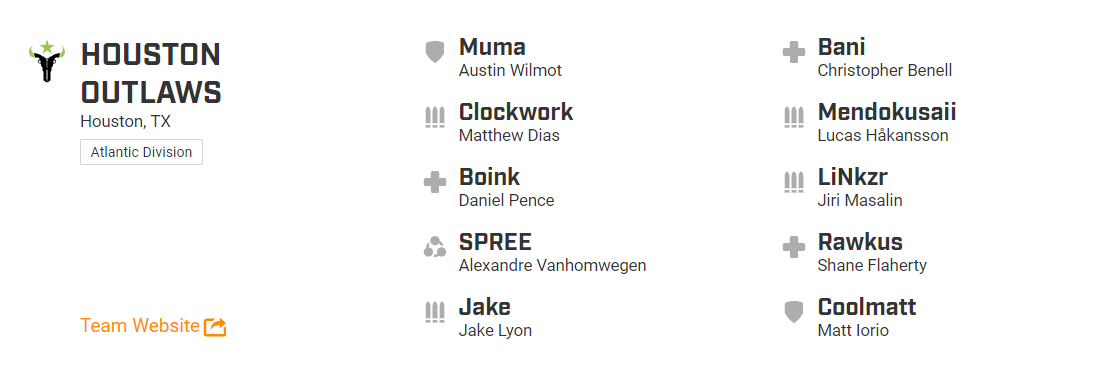 HOUSTON
OUTLAWS
Houston, TX
Atlantic Division
Team Website
Muma
Austin Wilmot
Clockwork
Matthew Dias
Boink
Daniel Pence
SPREE
Alexandre Vanhomwegen
Jake
Jake Lyon
Bani
Christopher Benell
Mendokusaii
Lucas Håkansson
LiNkzr
Jiri Masalin
Rawkus
Shane Flaherty
Coolmatt
Matt Iorio